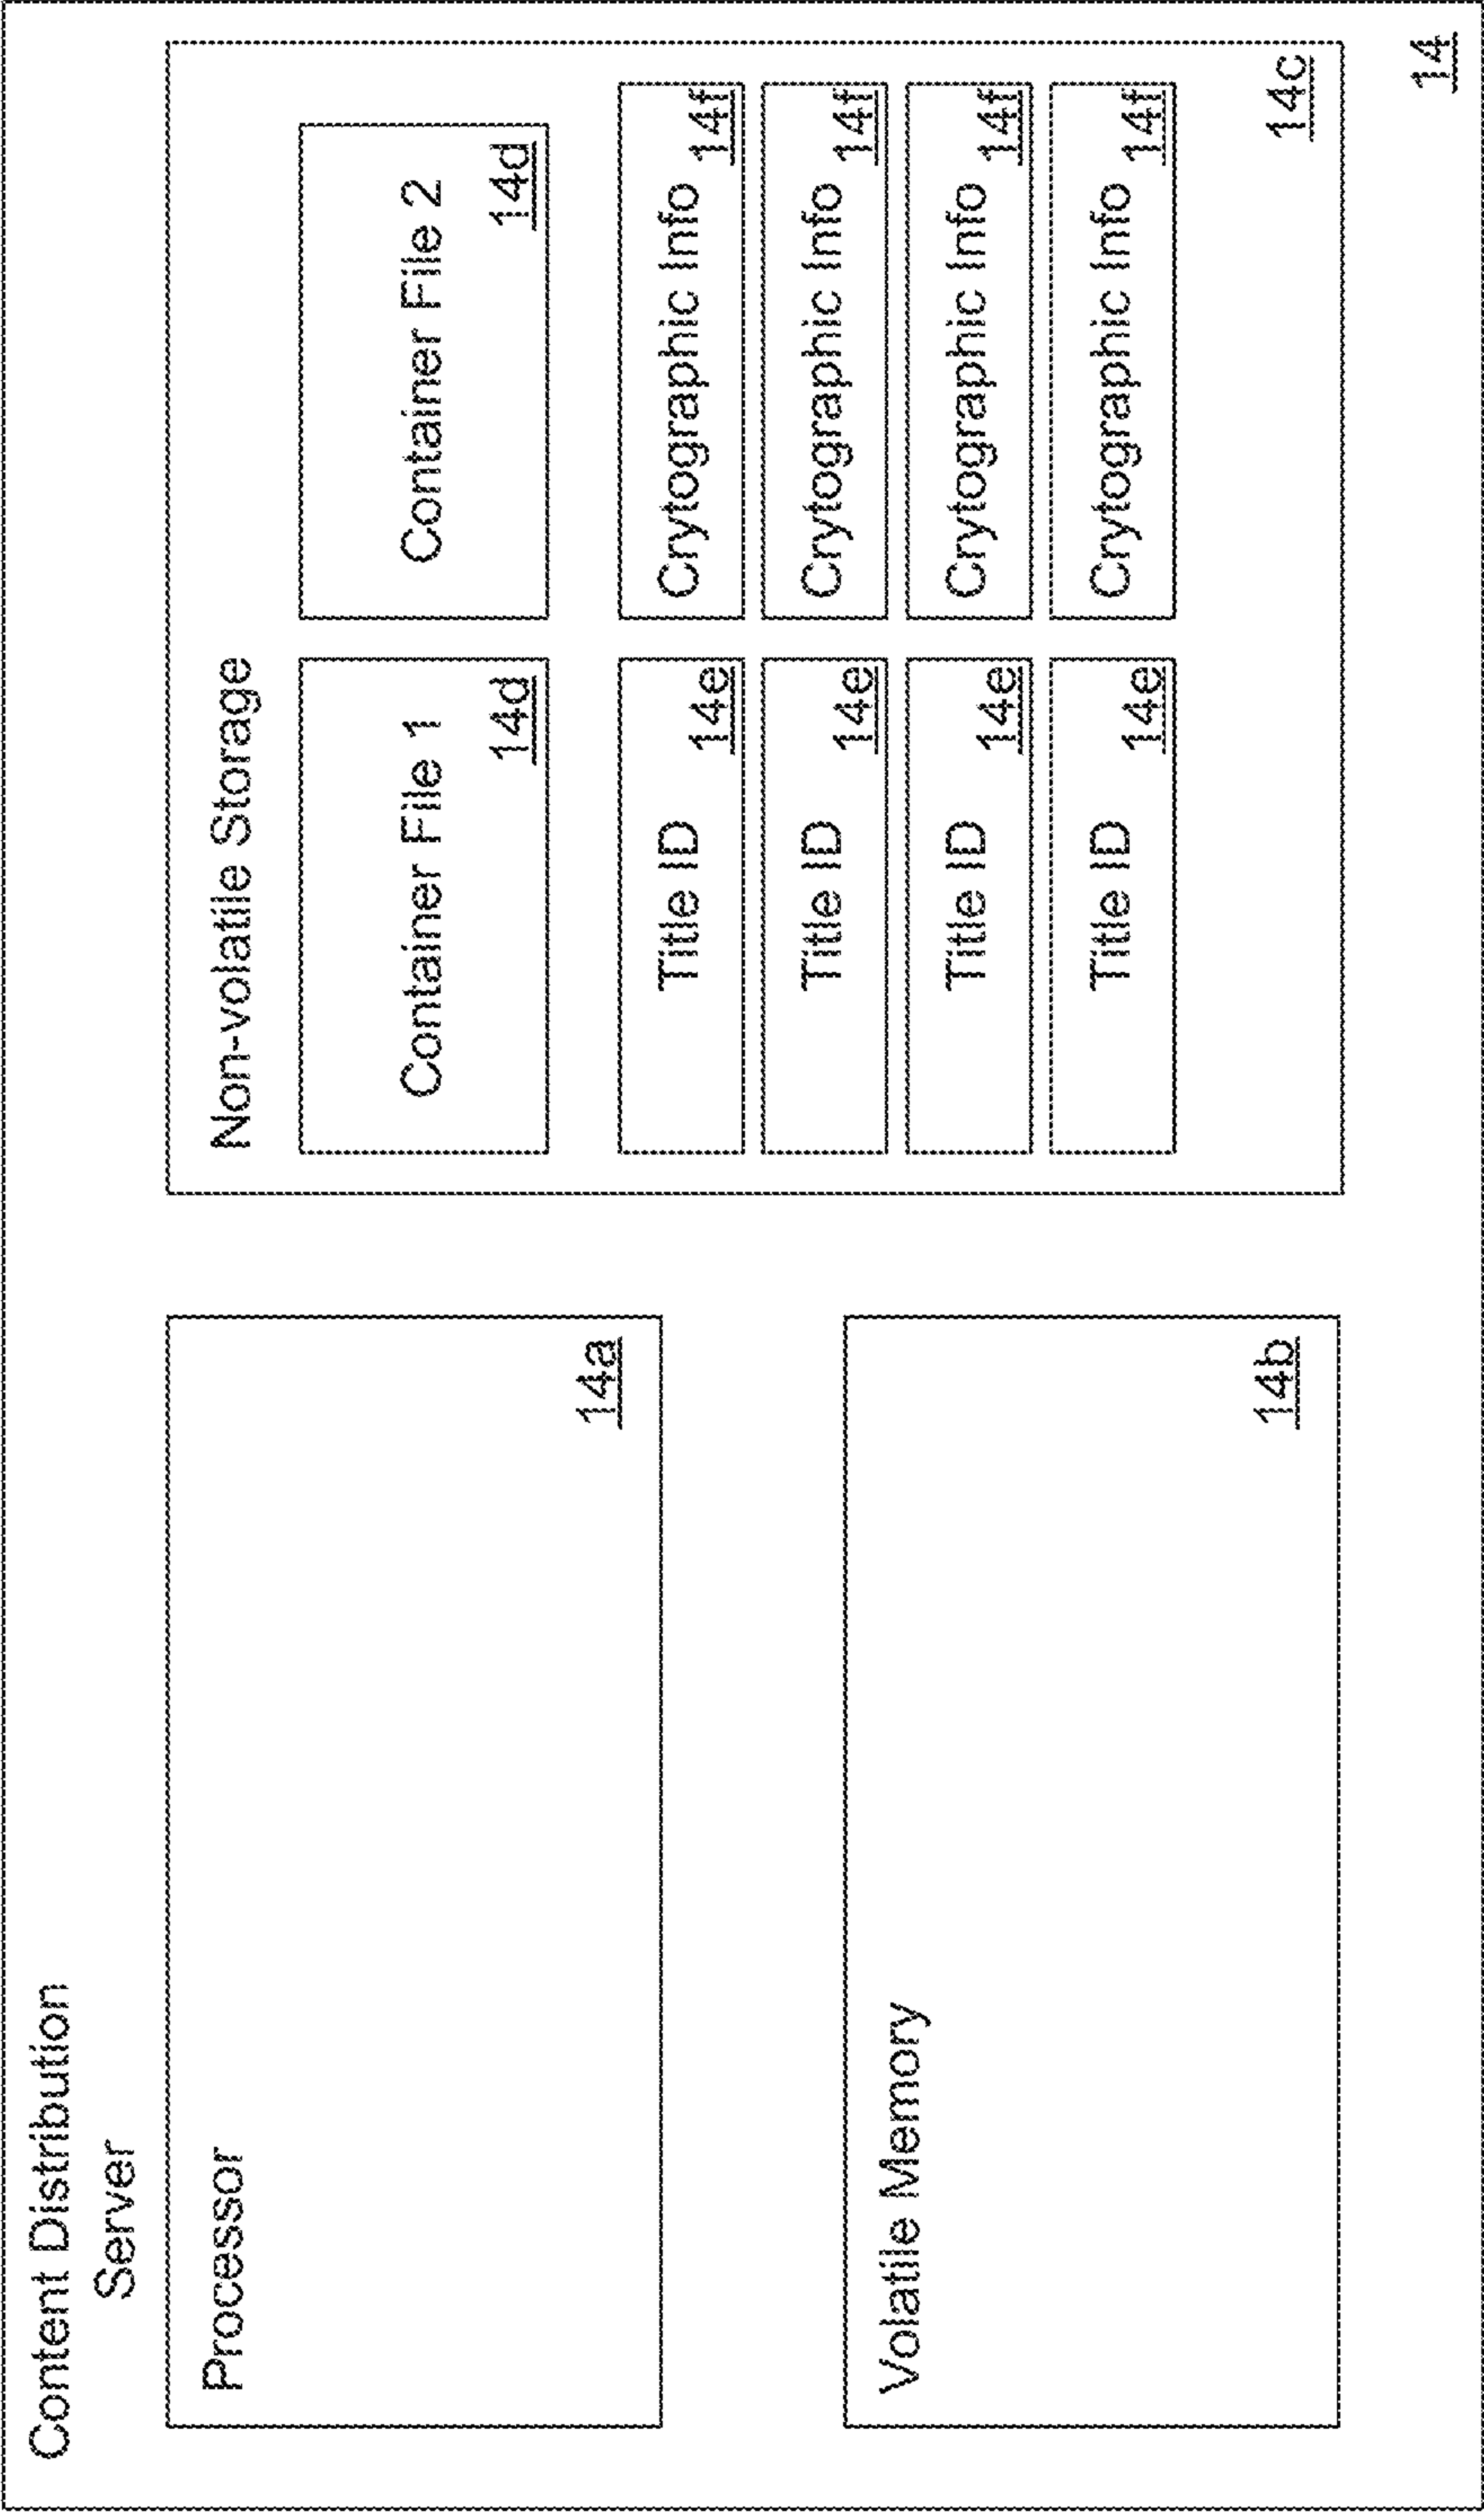 Content Distribution
Server
Processor
14a
Volatile Memory
14b
Non-volatile Storage
Container File 1
14d
Container File 2
14d
Title ID
14e
Crytographic Info
14f
Title ID
14e
Crytographic Info
14f
Title ID
14e
Crytographic Info
14f
Title ID
14e
Crytographic Info
14f
14c
14